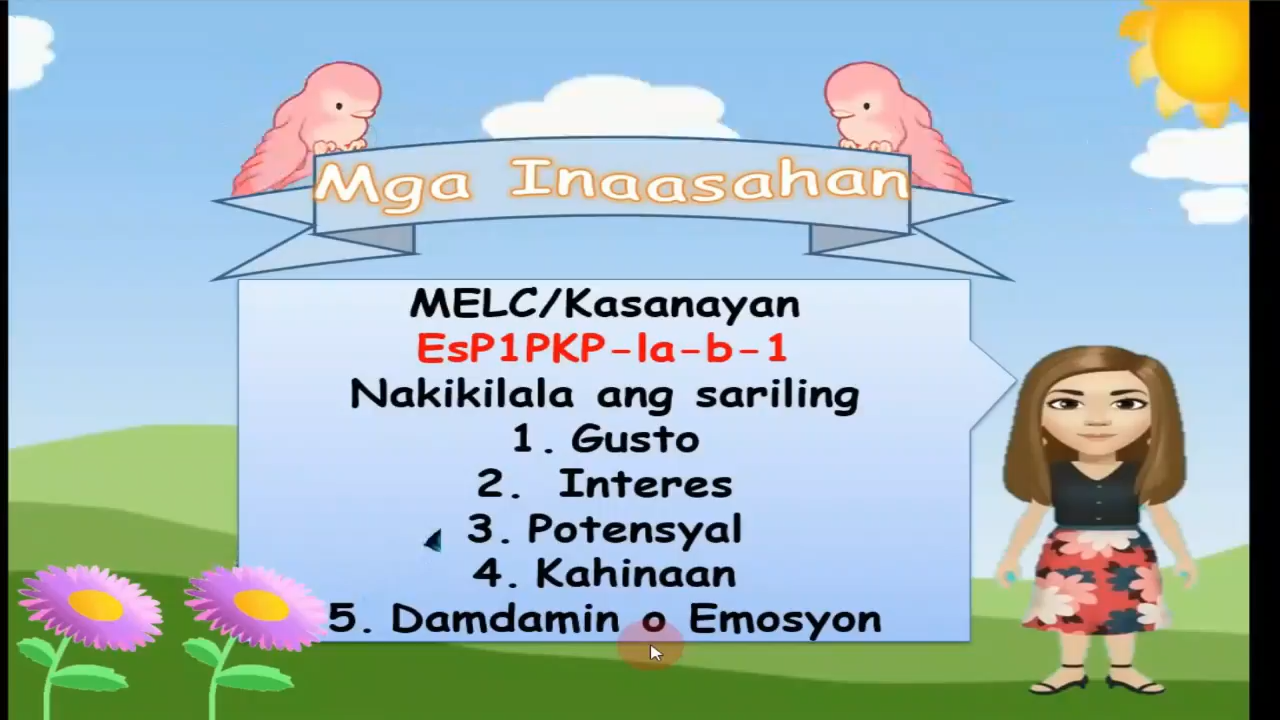 Mga Inaasahan
MELC/Kasanayan
EsP1PKP-la-b-1
Nakikilala ang sariling
1. Gusto
2. Interes
3. Potensyal
4. Kahinaan
5. Damdamin o Emosyon